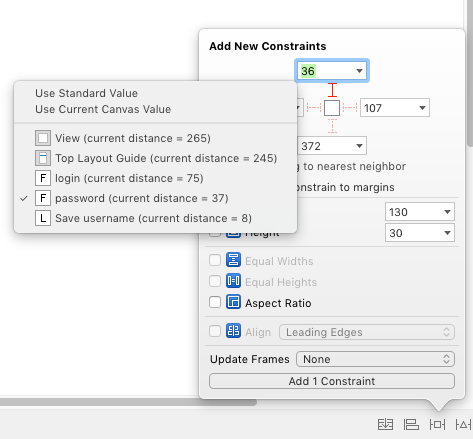 Add New Constraints
36
Use Standard Value
Use Current Canvas Value
107
View (current distance = 265)
372
Top Layout Guide (current distance = 245)
g to nearest neighbor
F login (current distance = 75)
nstrain to margins
✓ F password (current distance = 37)
130
L Save username (current distance = 8)
Height 30
Equal Widths
Equal Heights
Aspect Ratio
Align Leading Edges
Update Frames None
Add 1 Constraint